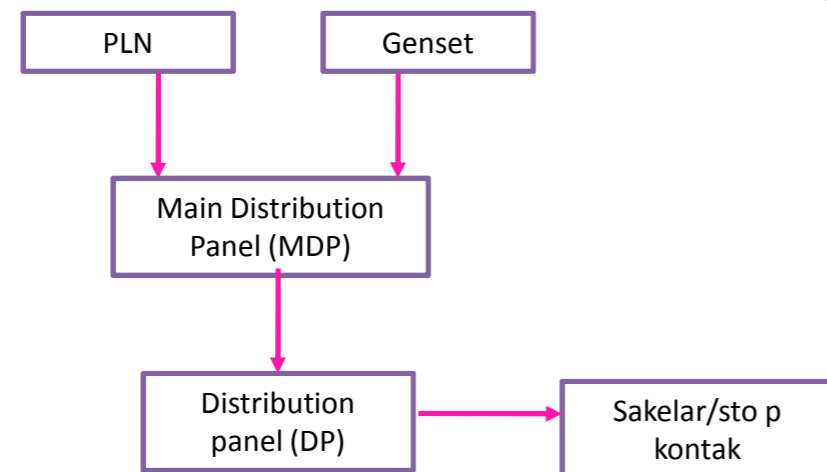 PLN
Genset
Main Distribution
Panel (MDP)
Distribution
panel (DP)
Sakelar/sto p
kontak